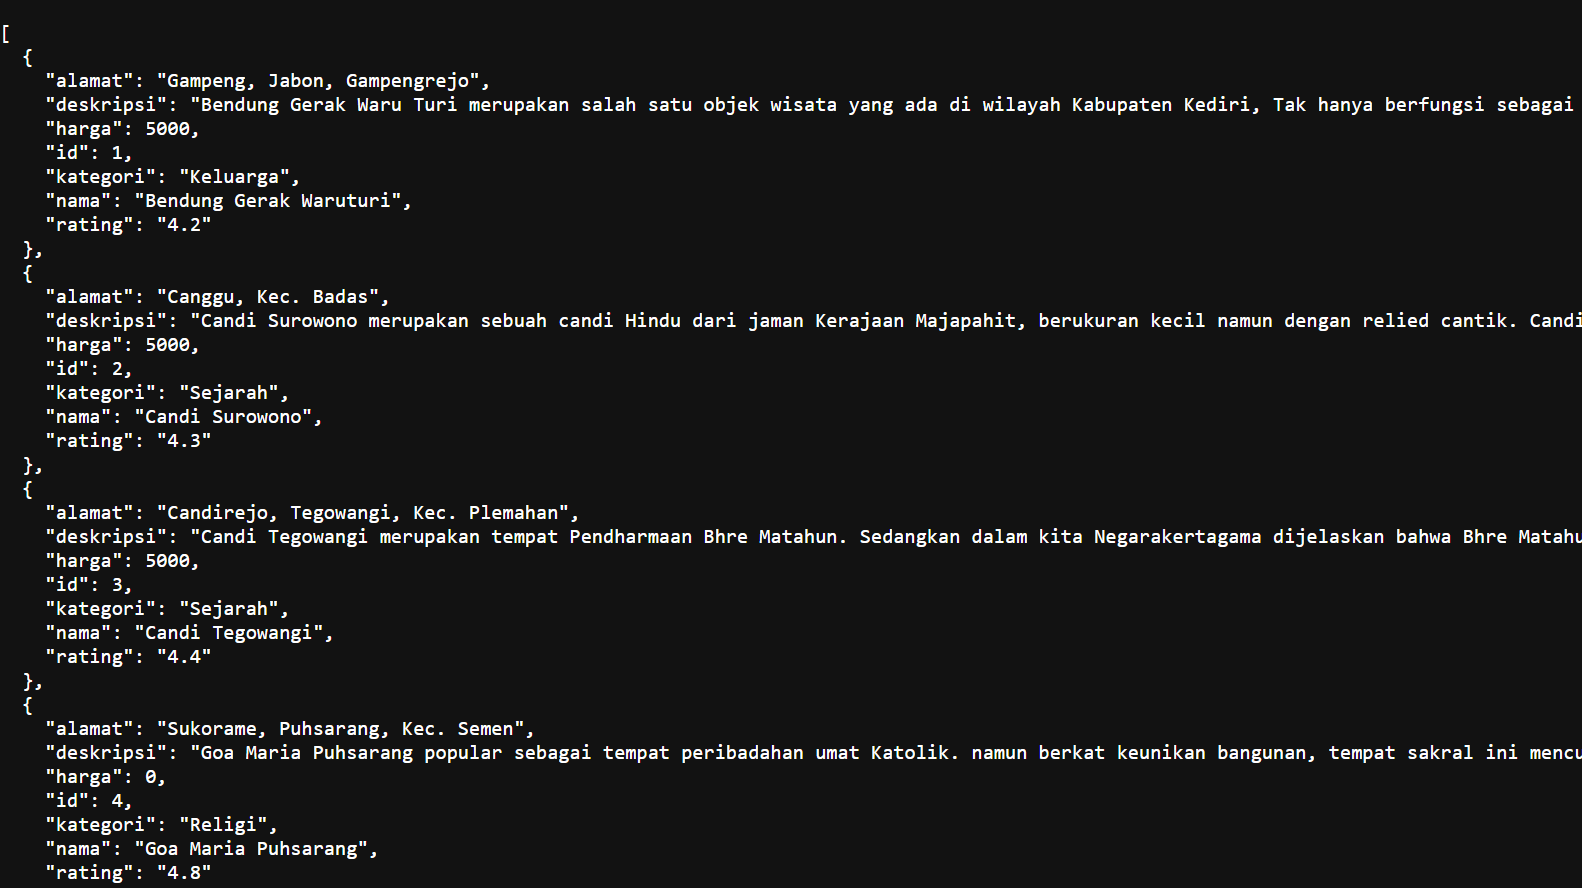 [
  {
    "alamat": "Gampeng, Jabon, Gampengrejo",
    "deskripsi": "Bendung Gerak Waru Turi merupakan salah satu objek wisata yang ada di wilayah Kabupaten Kediri, Tak hanya berfungsi sebagai
    "harga": 5000,
    "id": 1,
    "kategori": "Keluarga",
    "nama": "Bendung Gerak Waruturi",
    "rating": "4.2"
  },
  {
    "alamat": "Canggu, Kec. Badas",
    "deskripsi": "Candi Surowono merupakan sebuah candi Hindu dari jaman Kerajaan Majapahit, berukuran kecil namun dengan relied cantik. Candi
    "harga": 5000,
    "id": 2,
    "kategori": "Sejarah",
    "nama": "Candi Surowono",
    "rating": "4.3"
  },
  {
    "alamat": "Candirejo, Tegowangi, Kec. Plemahan",
    "deskripsi": "Candi Tegowangi merupakan tempat Pendharmaan Bhre Matahun. Sedangkan dalam kita Negarakertagama dijelaskan bahwa Bhre Matahu
    "harga": 5000,
    "id": 3,
    "kategori": "Sejarah",
    "nama": "Candi Tegowangi",
    "rating": "4.4"
  },
  {
    "alamat": "Sukorame, Puhsarang, Kec. Semen",
    "deskripsi": "Goa Maria Puhsarang popular sebagai tempat peribadahan umat Katolik. namun berkat keunikan bangunan, tempat sakral ini mencu
    "harga": 0,
    "id": 4,
    "kategori": "Religi",
    "nama": "Goa Maria Puhsarang",
    "rating": "4.8"